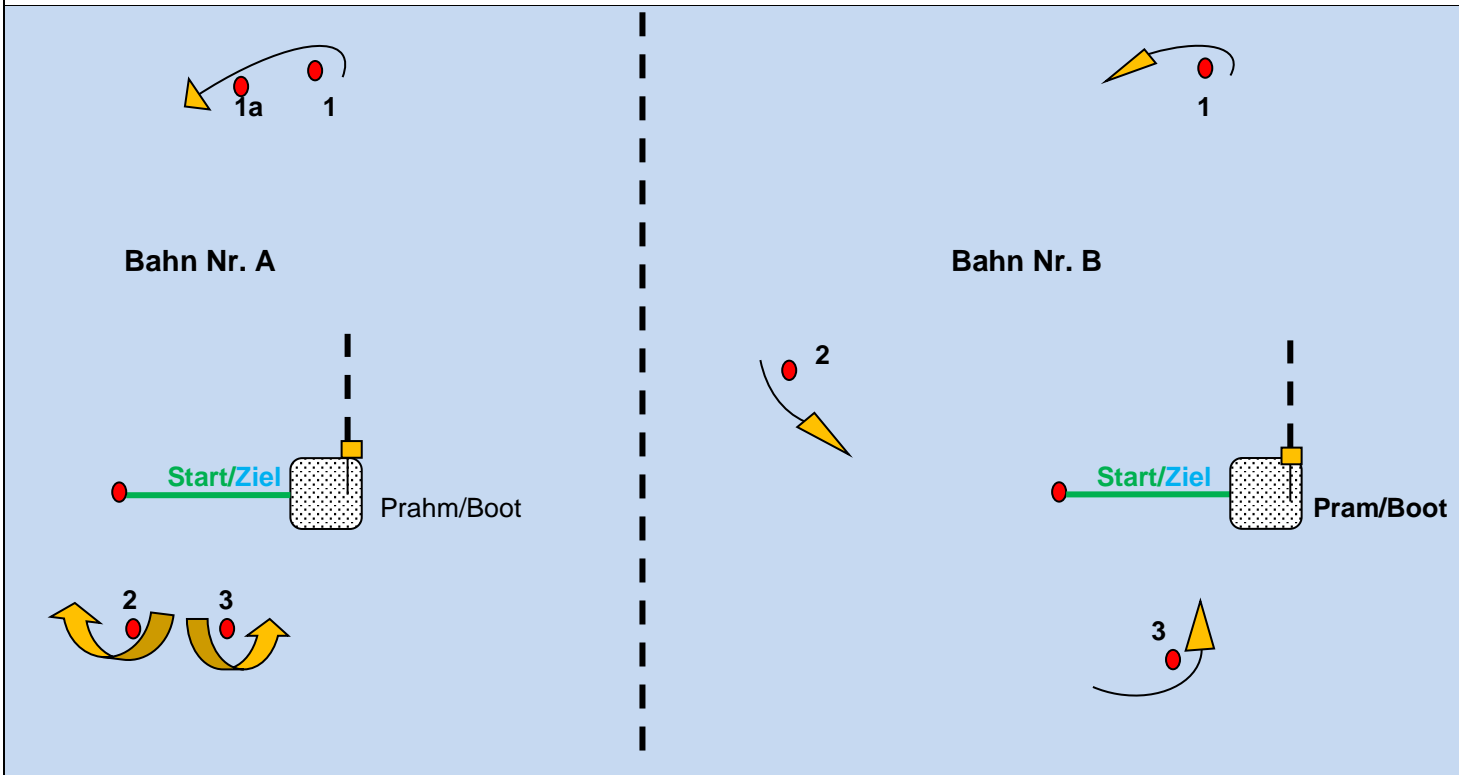 1a
1
Bahn Nr. A
Start/Ziel
Prahm/Boot
2
3
1
Bahn Nr. B
2
Start/Ziel
Pram/Boot
3